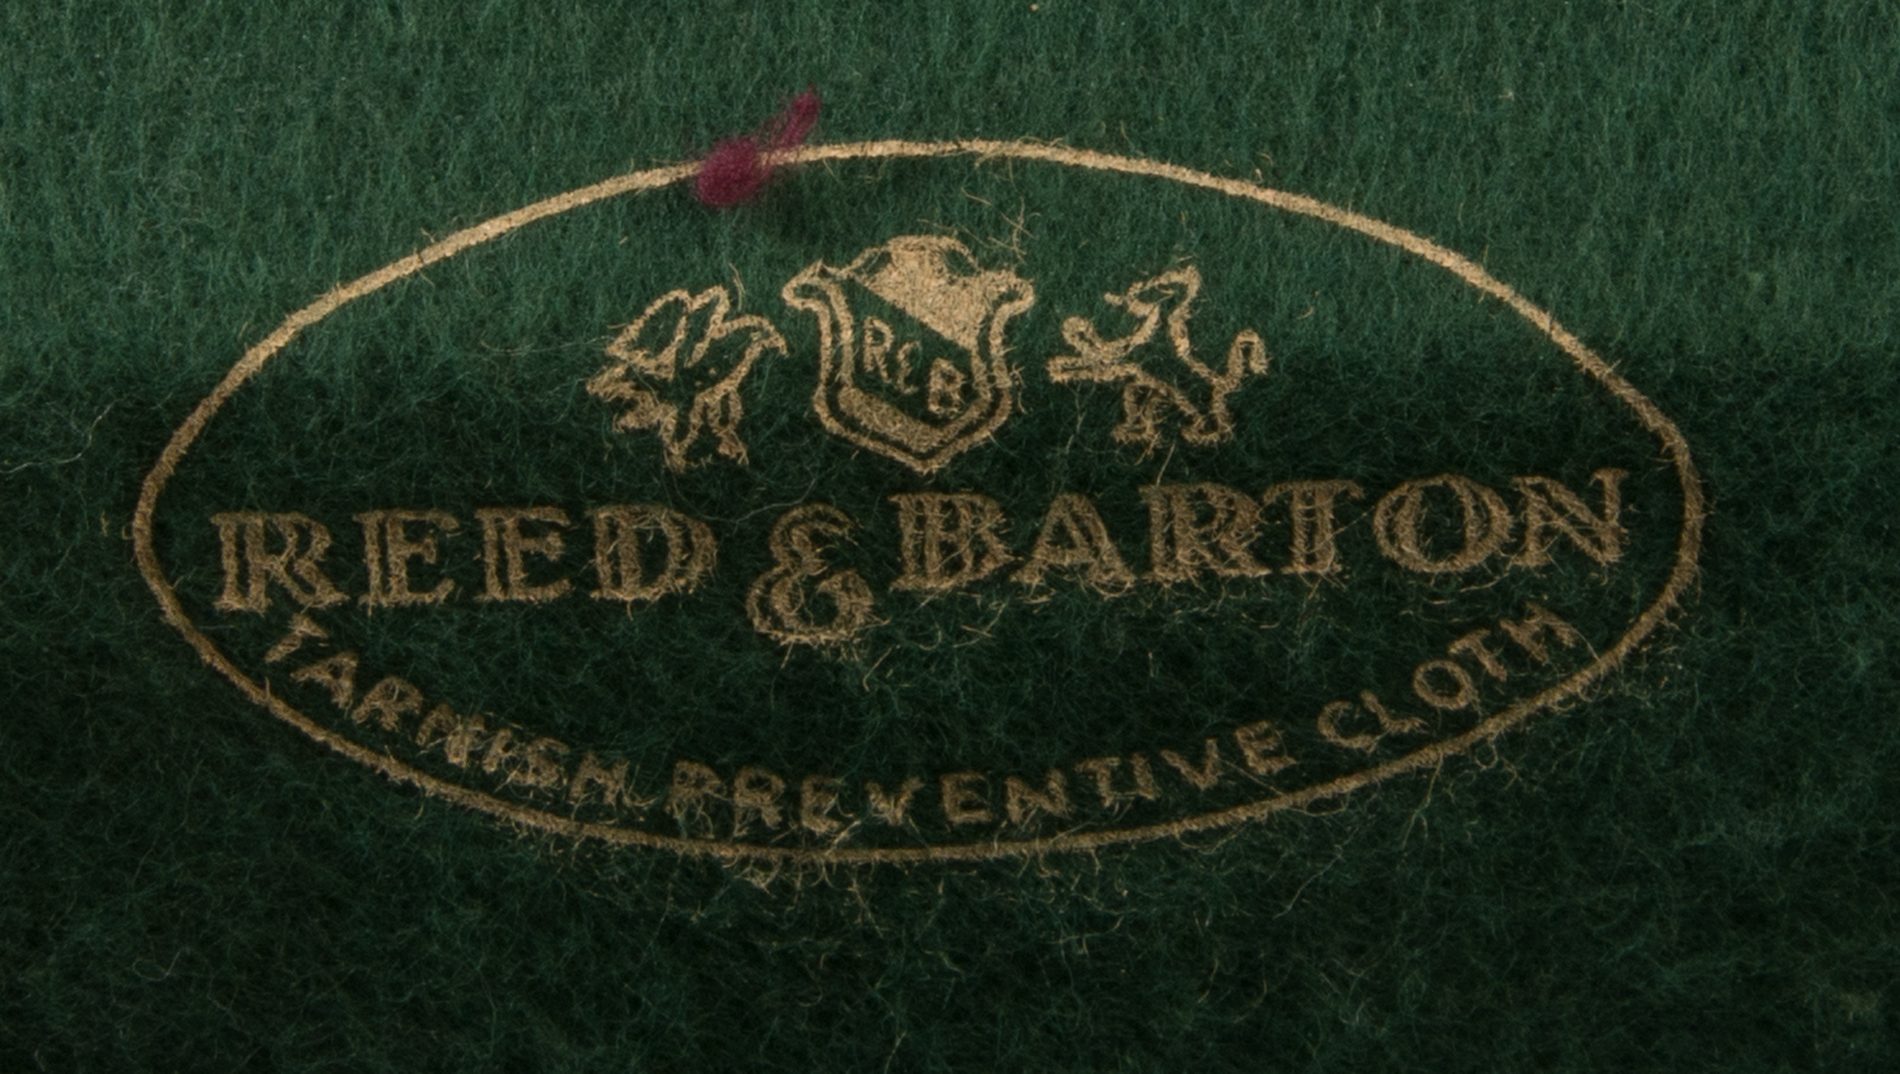 R&B
REED & BARTON
TARNISH PREVENTIVE CLOTH